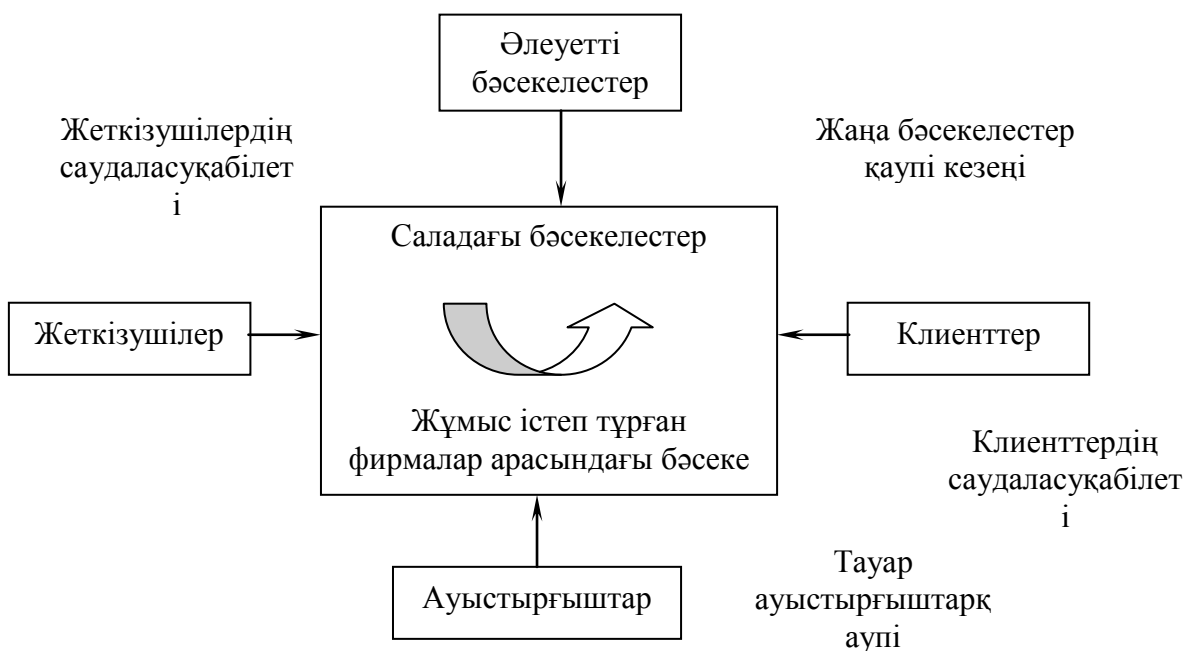 Әлеуетті
бәсекелестер
Жеткізушілердің
саудаласуқабілет
і
Жаңа бәсекелестер
қаупі кезеңі
Саладағы бәсекелестер
Жеткізушілер
Клиенттер
Жұмыс істеп тұрған
фирмалар арасындағы бәсеке
Клиенттердің
саудаласуқабілет
і
Ауыстырғыштар
Тауар
ауыстырғыштарқ
аупі